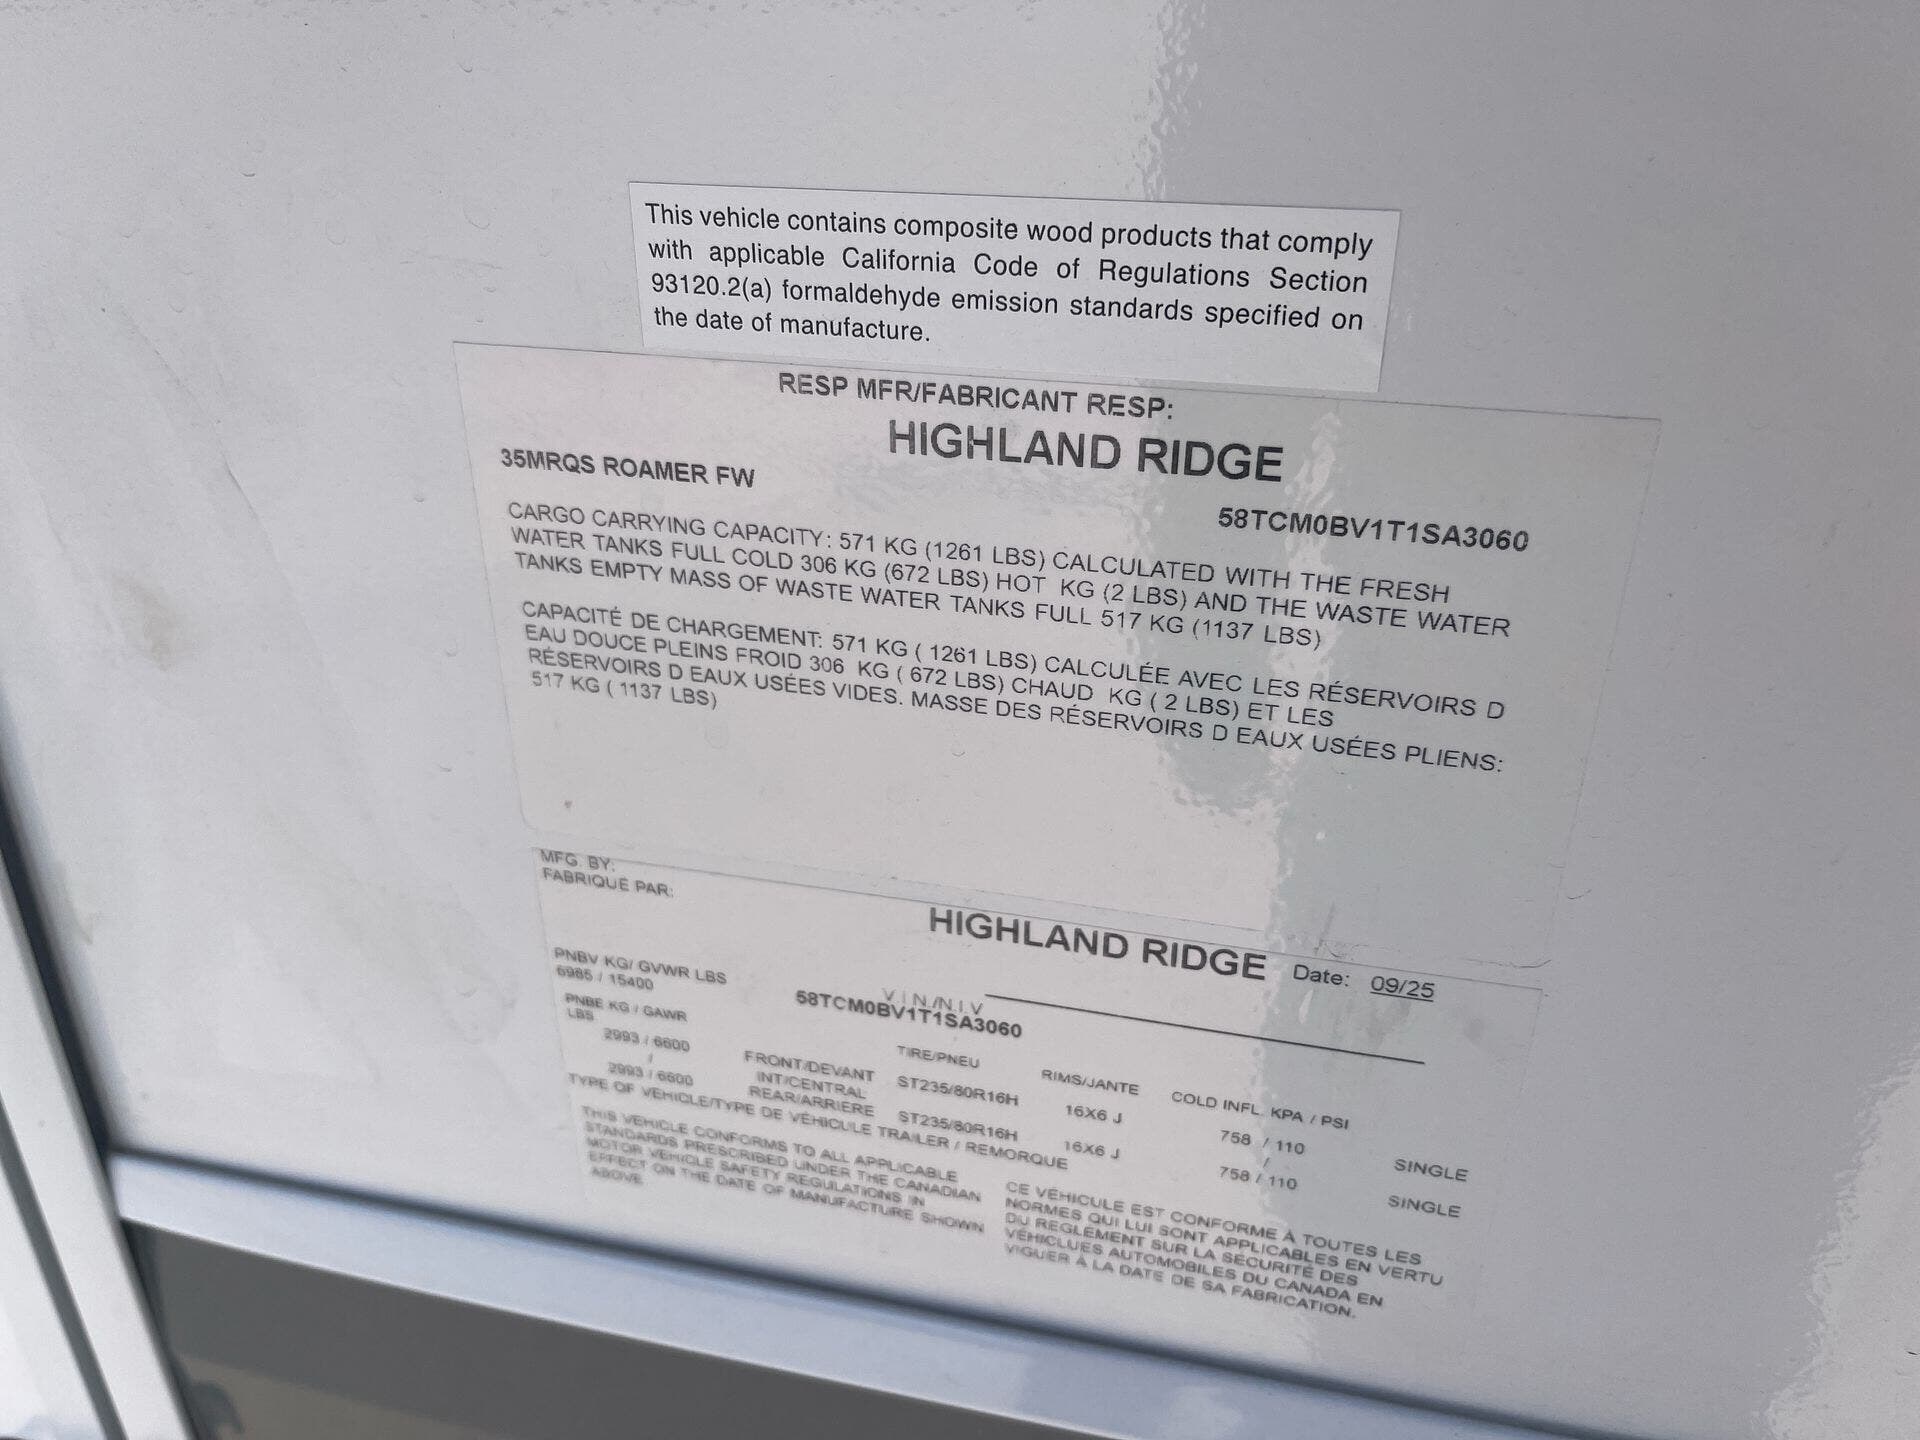 This vehicle contains composite wood products that comply
with applicable California Code of Regulations Section
93120.2(a) formaldehyde emission standards specified on
the date of manufacture.
RESP MFR/FABRICANT RESP:
HIGHLAND RIDGE
35MRQS ROAMER FW
58TCM0BV1T1SA3060
CARGO CARRYING CAPACITY: 571 KG (1261 LBS) CALCULATED WITH THE FRESH
WATER TANKS FULL COLD 306 KG (672 LBS) HOT KG (2 LBS) AND THE WASTE WATER
TANKS EMPTY MASS OF WASTE WATER TANKS FULL 517 KG (1137 LBS)
CAPACITÉ DE CHARGEMENT: 571 KG ( 1261 LBS) CALCULÉE AVEC LES RÉSERVOIRS D
EAU DOUCE PLEINS FROID 306 KG ( 672 LBS) CHAUD KG ( 2 LBS) ET LES
RÉSERVOIRS D EAUX USÉES VIDES. MASSE DES RÉSERVOIRS D EAUX USÉES PLIENS:
517 KG ( 1137 LBS)
MFG. BY:
FABRIQUÉ PAR:
HIGHLAND RIDGE Date: 09/25
PNBV KG/ GVWR LBS
6985 / 15400
V.I.N./N.I.V
58TCM0BV1T1SA3060
PNBE KG / GAWR
LBS
TIRE/PNEU RIMS/JANTE COLD INFL. KPA / PSI
2993 / 6600 FRONT/DEVANT ST235/80R16H 16X6 J 758 / 110 SINGLE
/ INT/CENTRAL /
2993 / 6600 REAR/ARRIÈRE ST235/80R16H 16X6 J 758 / 110 SINGLE
TYPE OF VEHICLE/TYPE DE VÉHICULE TRAILER / REMORQUE
THIS VEHICLE CONFORMS TO ALL APPLICABLE
STANDARDS PRESCRIBED UNDER THE CANADIAN
MOTOR VEHICLE SAFETY REGULATIONS IN
EFFECT ON THE DATE OF MANUFACTURE SHOWN
ABOVE
CE VÉHICULE EST CONFORME À TOUTES LES
NORMES QUI LUI SONT APPLICABLES EN VERTU
DU REGLÉMENT SUR LA SÉCURITÉ DES
VÉHICLUES AUTOMOBILES DU CANADA EN
VIGUER À LA DATE DE SA FABRICATION.